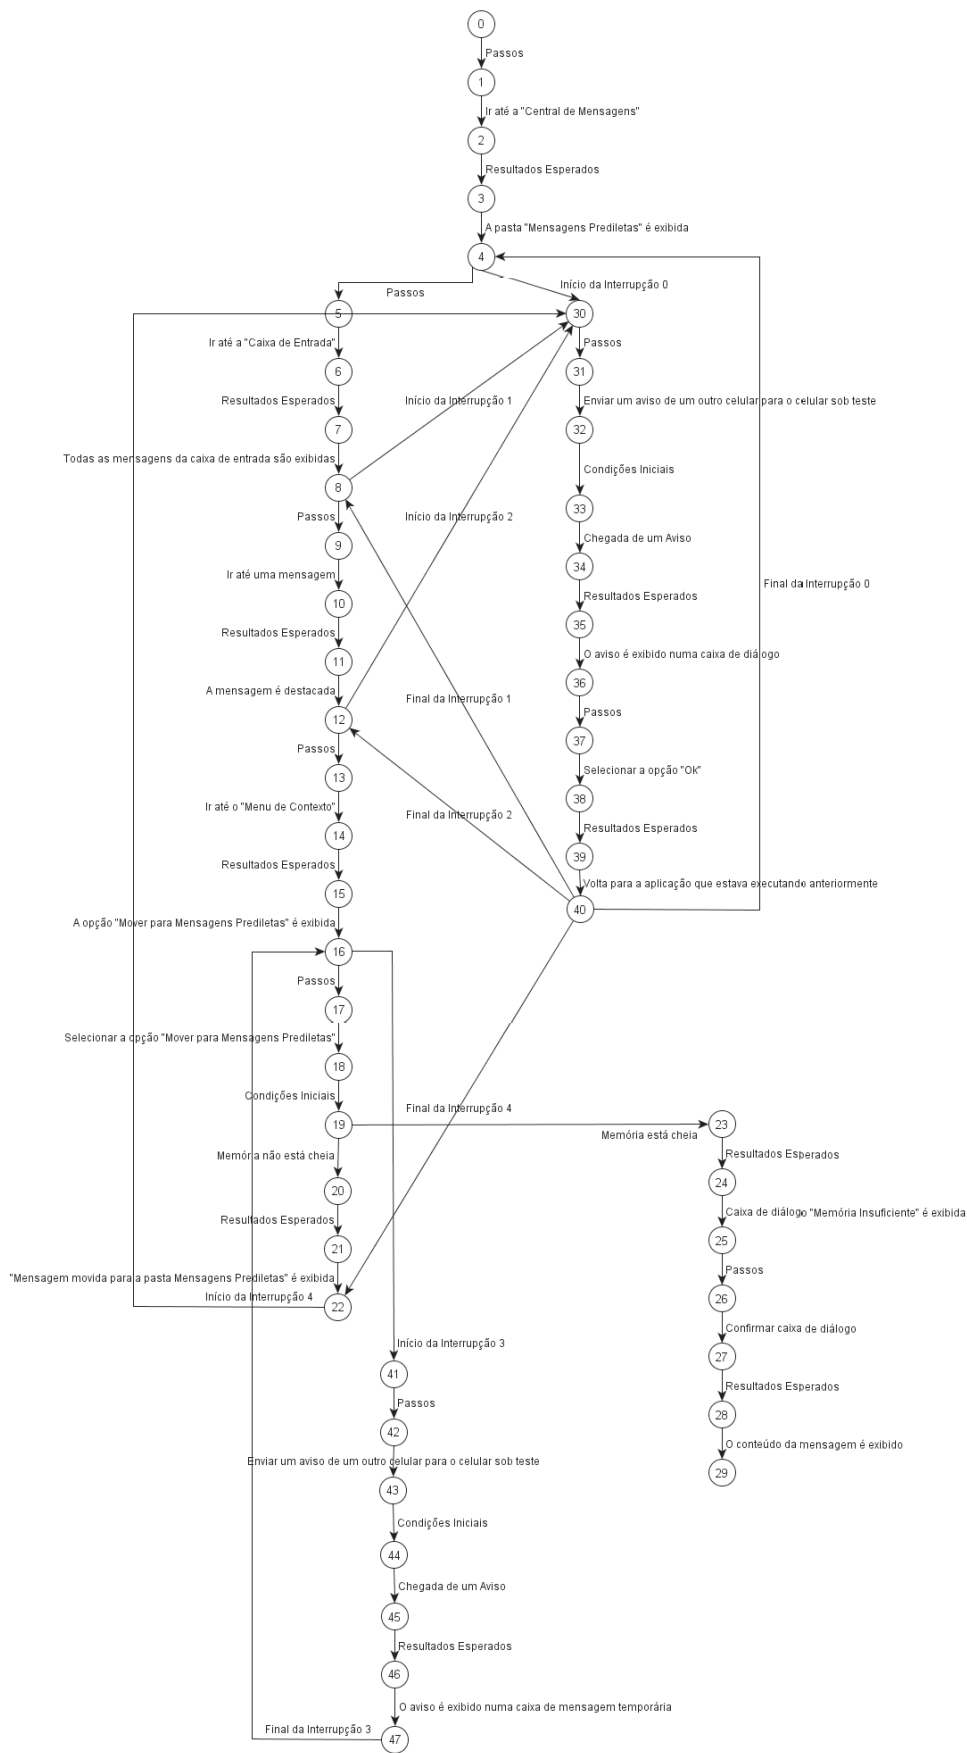 0
Passos
1
Ir até a "Central de Mensagens"
2
Resultados Esperados
3
A pasta "Mensagens Prediletas" é exibida
4
Início da Interrupção 0
Passos
5
30
Ir até a "Caixa de Entrada"
Passos
6
31
Resultados Esperados
Início da Interrupção 1
Enviar um aviso de um outro celular para o celular sob teste
7
32
Todas as mensagens da caixa de entrada são exibidas
Condições Iniciais
8
33
Passos
Início da Interrupção 2
Chegada de um Aviso
9
34
Ir até uma mensagem
Final da Interrupção 0
10
Resultados Esperados
35
Resultados Esperados
O aviso é exibido numa caixa de diálogo
11
36
A mensagem é destacada
Final da Interrupção 1
Passos
12
37
Passos
Selecionar a opção "Ok"
13
38
Ir até o "Menu de Contexto"
Final da Interrupção 2
Resultados Esperados
14
39
Resultados Esperados
Volta para a aplicação que estava executando anteriormente
15
40
A opção "Mover para Mensagens Prediletas" é exibida
16
Passos
17
Selecionar a opção "Mover para Mensagens Prediletas"
18
Condições Iniciais
Final da Interrupção 4
19
23
Memória está cheia
Memória não está cheia
Resultados Esperados
20
24
Resultados Esperados
Caixa de diálogo "Memória Insuficiente" é exibida
21
25
"Mensagem movida para a pasta Mensagens Prediletas" é exibida
Passos
Início da Interrupção 4
22
26
Início da Interrupção 3
Confirmar caixa de diálogo
41
27
Passos
Resultados Esperados
42
28
Enviar um aviso de um outro celular para o celular sob teste
O conteúdo da mensagem é exibido
43
29
Condições Iniciais
44
Chegada de um Aviso
45
Resultados Esperados
46
O aviso é exibido numa caixa de mensagem temporária
Final da Interrupção 3
47